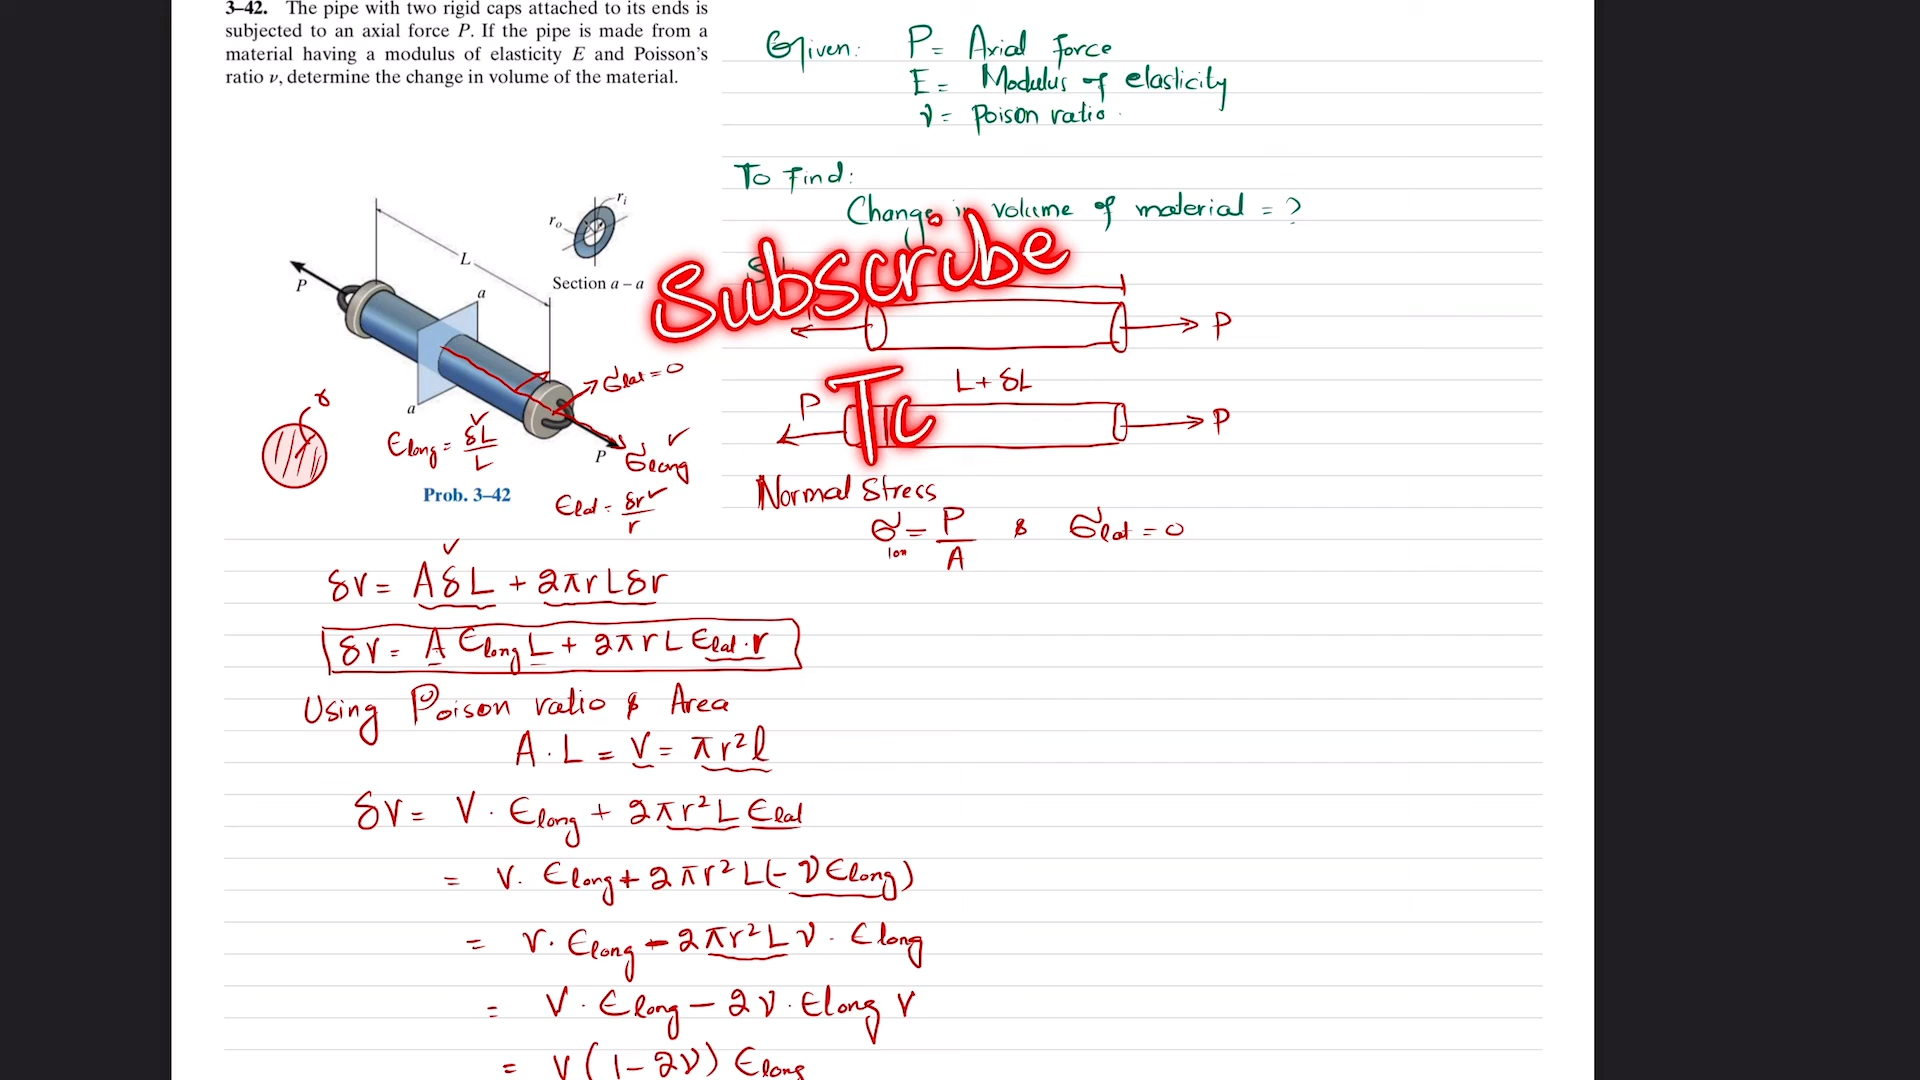 3–42. The pipe with two rigid caps attached to its ends is
subjected to an axial force P. If the pipe is made from a
material having a modulus of elasticity E and Poisson's
ratio ν, determine the change in volume of the material.
Given: P = Axial force
E = Modulus of elasticity
ν = Poison ratio
To find:
Change in volume of material = ?
Subscribe
To
ri
ro
L
Section a – a
a
P
a
P
Prob. 3–42
σlat = 0
σlong
r
εlong = δL/L
εlat = δr/r
P
L + δL
P
P
Normal Stress
σlon = P/A & σlat = 0
δV = AδL + 2πrLδr
δV = A εlong L + 2πrL εlat · r
Using Poison ratio & Area
A · L = V = πr²l
δV = V · εlong + 2πr²L εlat
= V · εlong + 2πr²L(-ν εlong)
= V · εlong - 2πr²L ν · εlong
= V · εlong - 2ν · εlong V
= V (1 - 2ν) εlong